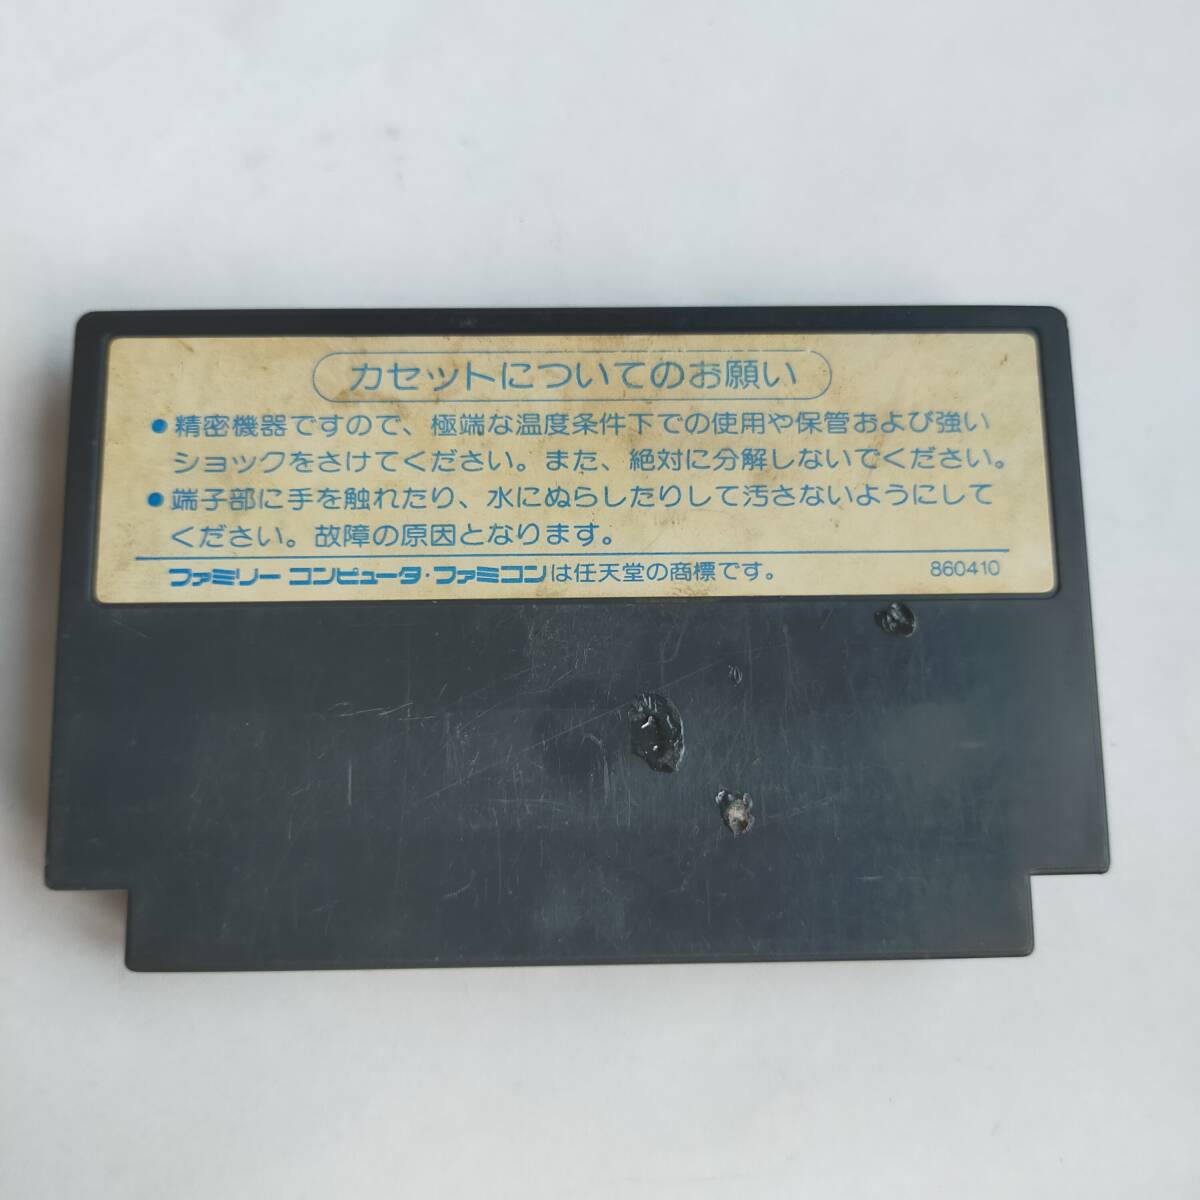 カセットについてのお願い
●精密機器ですので、極端な温度条件下での使用や保管および強い
ショックをさけてください。また、絶対に分解しないでください。
●端子部に手を触れたり、水にぬらしたりして汚さないようにして
ください。故障の原因となります。
ファミリーコンピュータ・ファミコンは任天堂の商標です。 860410